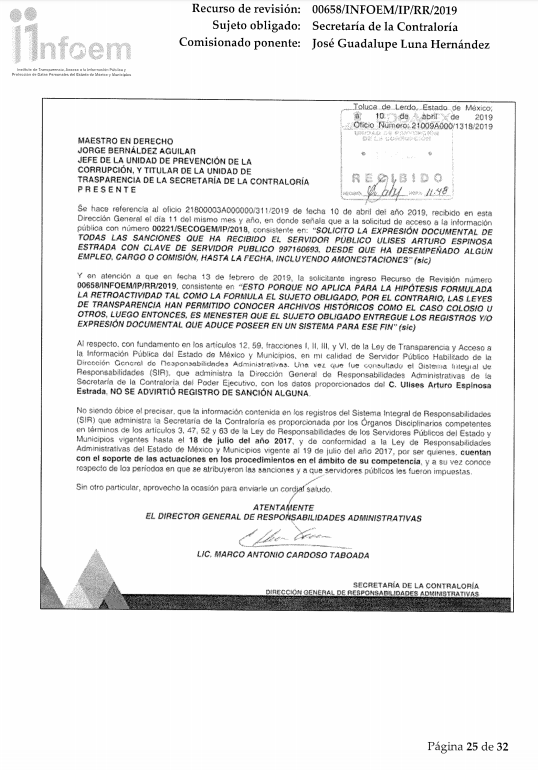 Recurso de revisión: 00658/INFOEM/IP/RR/2019
Sujeto obligado: Secretaría de la Contraloría
Comisionado ponente: José Guadalupe Luna Hernández
infoem
Instituto de Transparencia, Acceso a la Información Pública y
Protección de Datos Personales del Estado de México y Municipios
Toluca de Lerdo, Estado de México;
a 10 de abril de 2019
Oficio Número: 21009A000/1318/2019
RECIBIDO
11:48
MAESTRO EN DERECHO
JORGE BERNÁLDEZ AGUILAR
JEFE DE LA UNIDAD DE PREVENCIÓN DE LA
CORRUPCIÓN, Y TITULAR DE LA UNIDAD DE
TRASPARENCIA DE LA SECRETARÍA DE LA CONTRALORÍA
P R E S E N T E
Se hace referencia al oficio 21800003A000000/311/2019 de fecha 10 de abril del año 2019, recibido en esta
Dirección General el día 11 del mismo mes y año, en donde señala que a la solicitud de acceso a la información
pública con número 00221/SECOGEM/IP/2018, consistente en: "SOLICITO LA EXPRESIÓN DOCUMENTAL DE
TODAS LAS SANCIONES QUE HA RECIBIDO EL SERVIDOR PÚBLICO ULISES ARTURO ESPINOSA
ESTRADA CON CLAVE DE SERVIDOR PUBLICO 997160693, DESDE QUE HA DESEMPEÑADO ALGÚN
EMPLEO, CARGO O COMISIÓN, HASTA LA FECHA, INCLUYENDO AMONESTACIONES" (sic)
Y en atención a que en fecha 13 de febrero de 2019, la solicitante ingreso Recurso de Revisión número
00658/INFOEM/IP/RR/2019, consistente en "ESTO PORQUE NO APLICA PARA LA HIPÓTESIS FORMULADA
LA RETROACTIVIDAD TAL COMO LA FORMULA EL SUJETO OBLIGADO, POR EL CONTRARIO, LAS LEYES
DE TRANSPARENCIA HAN PERMITIDO CONOCER ARCHIVOS HISTÓRICOS COMO EL CASO COLOSIO U
OTROS, LUEGO ENTONCES, ES MENESTER QUE EL SUJETO OBLIGADO ENTREGUE LOS REGISTROS Y/O
EXPRESIÓN DOCUMENTAL QUE ADUCE POSEER EN UN SISTEMA PARA ESE FIN" (sic)
Al respecto, con fundamento en los artículos 12, 59, fracciones I, II, III, y VI, de la Ley de Transparencia y Acceso
a la Información Pública del Estado de México y Municipios, en mi calidad de Servidor Público Habilitado de la
Dirección General de Responsabilidades Administrativas. Una vez que fue consultado el Sistema Integral de
Responsabilidades (SIR), que administra la Dirección General de Responsabilidades Administrativas de la
Secretaría de la Contraloría del Poder Ejecutivo, con los datos proporcionados del C. Ulises Arturo Espinosa
Estrada, NO SE ADVIRTIÓ REGISTRO DE SANCIÓN ALGUNA.
No siendo óbice el precisar, que la información contenida en los registros del Sistema Integral de Responsabilidades
(SIR) que administra la Secretaría de la Contraloría es proporcionada por los Órganos Disciplinarios competentes
en términos de los artículos 3, 47, 52 y 63 de la Ley de Responsabilidades de los Servidores Públicos del Estado y
Municipios vigentes hasta el 18 de julio del año 2017, y de conformidad a la Ley de Responsabilidades
Administrativas del Estado de México y Municipios vigente al 19 de julio del año 2017, por ser quienes, cuentan
con el soporte de las actuaciones en los procedimientos en el ámbito de su competencia, y a su vez conoce
respecto de los períodos en que se atribuyeron las sanciones y a que servidores públicos les fueron impuestas.
Sin otro particular, aprovecho la ocasión para enviarle un cordial saludo.
ATENTAMENTE
EL DIRECTOR GENERAL DE RESPONSABILIDADES ADMINISTRATIVAS
LIC. MARCO ANTONIO CARDOSO TABOADA
SECRETARÍA DE LA CONTRALORÍA
DIRECCIÓN GENERAL DE RESPONSABILIDADES ADMINISTRATIVAS
Página 25 de 32